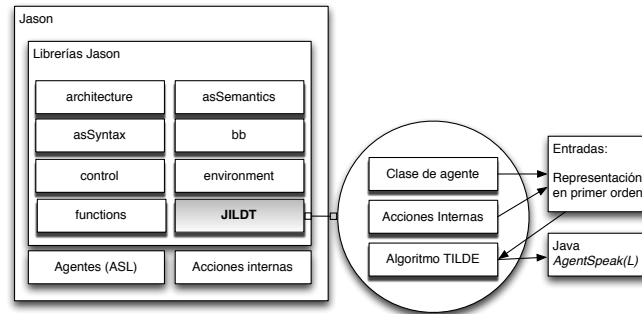 Jason
Librerías Jason
architecture
asSemantics
asSyntax
bb
control
environment
functions
JILDT
Agentes (ASL)
Acciones internas
Clase de agente
Acciones Internas
Algoritmo TILDE
Entradas:
Representación
en primer orden
Java
AgentSpeak(L)